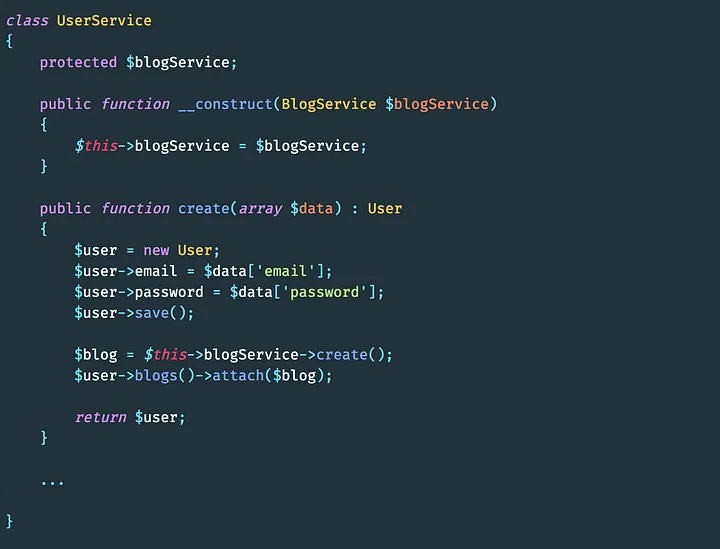 class UserService
{
    protected $blogService;

    public function __construct(BlogService $blogService)
    {
        $this->blogService = $blogService;
    }

    public function create(array $data) : User
    {
        $user = new User;
        $user->email = $data['email'];
        $user->password = $data['password'];
        $user->save();

        $blog = $this->blogService->create();
        $user->blogs()->attach($blog);

        return $user;
    }

    ...

}